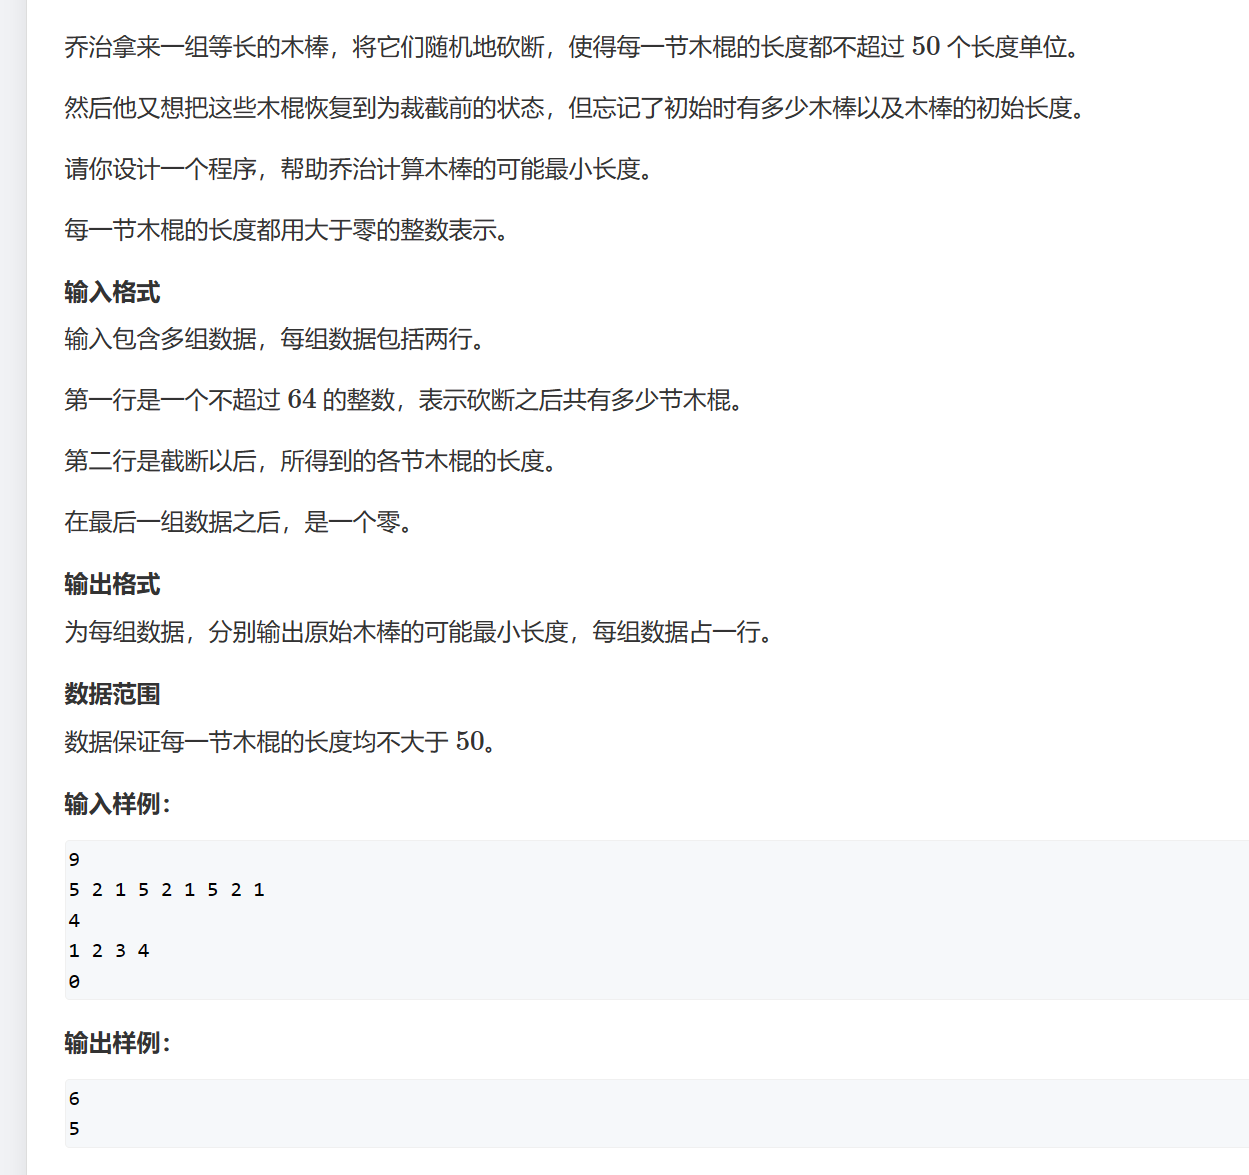 乔治拿来一组等长的木棒，将它们随机地砍断，使得每一节木棍的长度都不超过 50 个长度单位。
然后他又想把这些木棍恢复到为裁截前的状态，但忘记了初始时有多少木棒以及木棒的初始长度。
请你设计一个程序，帮助乔治计算木棒的可能最小长度。
每一节木棍的长度都用大于零的整数表示。
输入格式
输入包含多组数据，每组数据包括两行。
第一行是一个不超过 64 的整数，表示砍断之后共有多少节木棍。
第二行是截断以后，所得到的各节木棍的长度。
在最后一组数据之后，是一个零。
输出格式
为每组数据，分别输出原始木棒的可能最小长度，每组数据占一行。
数据范围
数据保证每一节木棍的长度均不大于 50。
输入样例：
9
5 2 1 5 2 1 5 2 1
4
1 2 3 4
0
输出样例：
6
5